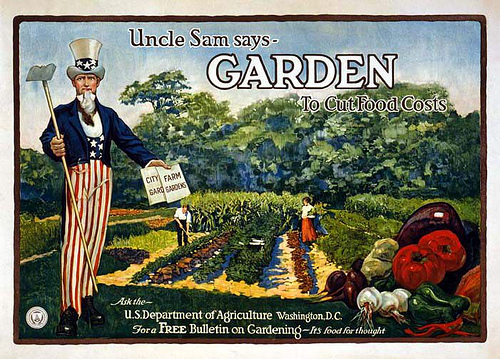 Uncle Sam says-
GARDEN
To Cut Food Costs
CITY FARM
GARD GARDENS
Ask the—
U.S. Department of Agriculture Washington, D.C.
For a FREE Bulletin on Gardening—It's food for thought